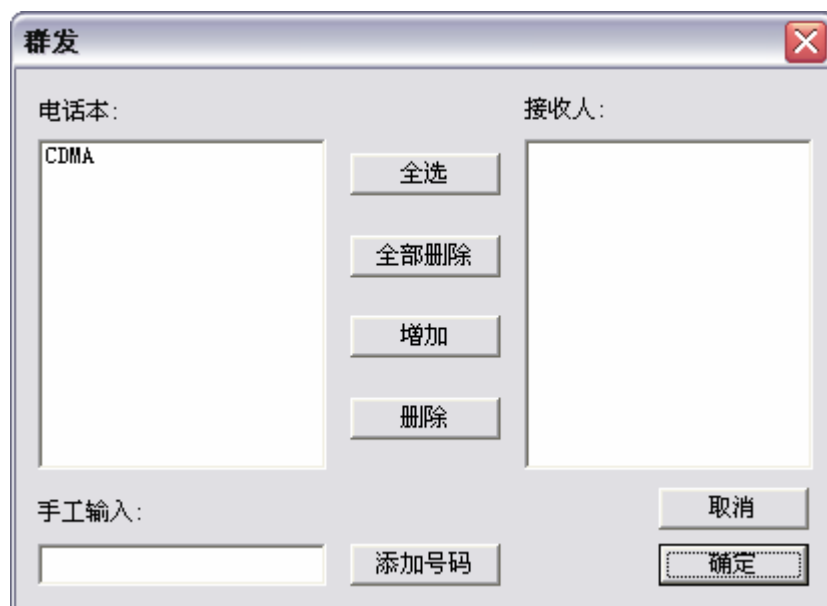 群发
电话本:
接收人:
CDMA
全选
全部删除
增加
删除
手工输入:
取消
添加号码
确定